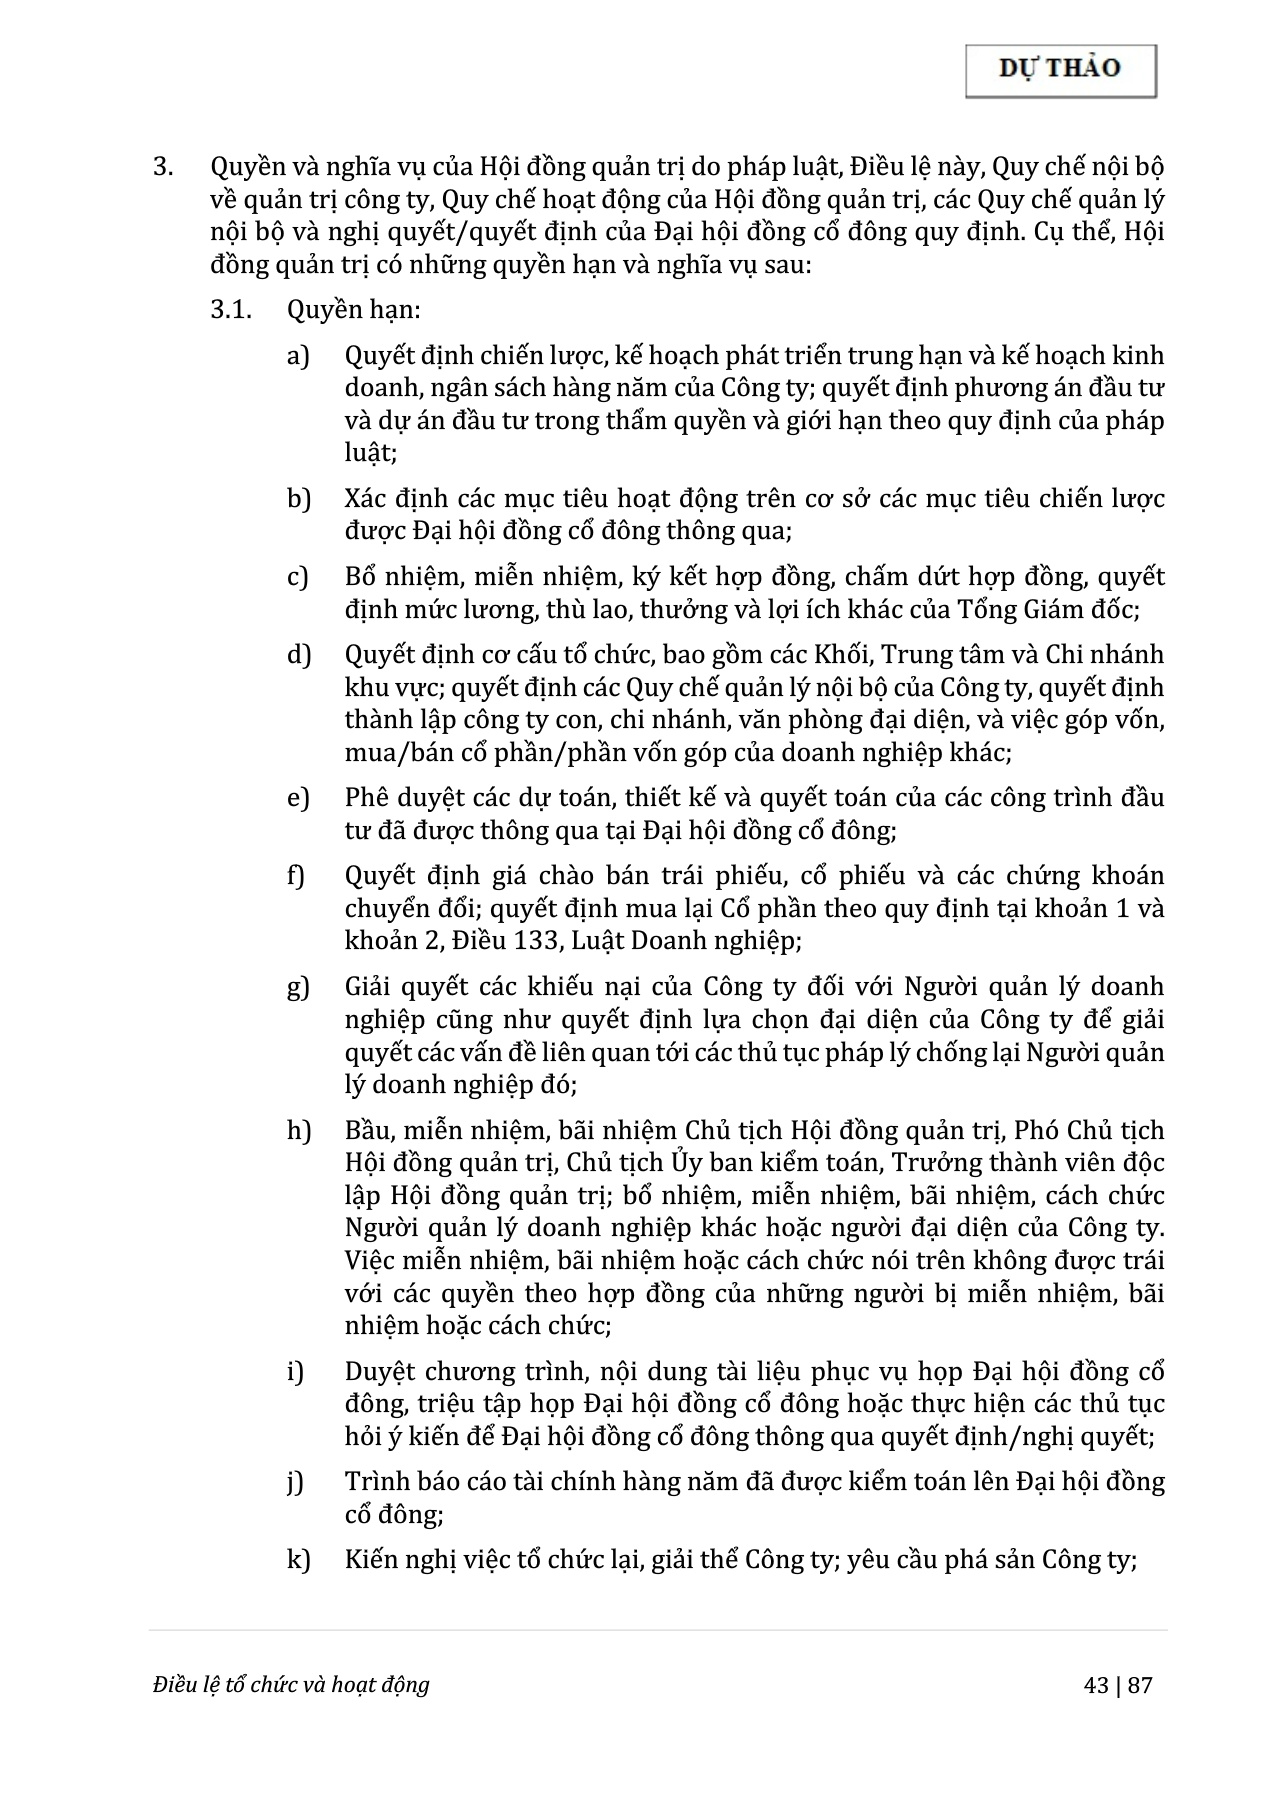 DỰ THẢO
3. Quyền và nghĩa vụ của Hội đồng quản trị do pháp luật, Điều lệ này, Quy chế nội bộ
về quản trị công ty, Quy chế hoạt động của Hội đồng quản trị, các Quy chế quản lý
nội bộ và nghị quyết/quyết định của Đại hội đồng cổ đông quy định. Cụ thể, Hội
đồng quản trị có những quyền hạn và nghĩa vụ sau:
3.1. Quyền hạn:
a) Quyết định chiến lược, kế hoạch phát triển trung hạn và kế hoạch kinh
doanh, ngân sách hàng năm của Công ty; quyết định phương án đầu tư
và dự án đầu tư trong thẩm quyền và giới hạn theo quy định của pháp
luật;
b) Xác định các mục tiêu hoạt động trên cơ sở các mục tiêu chiến lược
được Đại hội đồng cổ đông thông qua;
c) Bổ nhiệm, miễn nhiệm, ký kết hợp đồng, chấm dứt hợp đồng, quyết
định mức lương, thù lao, thưởng và lợi ích khác của Tổng Giám đốc;
d) Quyết định cơ cấu tổ chức, bao gồm các Khối, Trung tâm và Chi nhánh
khu vực; quyết định các Quy chế quản lý nội bộ của Công ty, quyết định
thành lập công ty con, chi nhánh, văn phòng đại diện, và việc góp vốn,
mua/bán cổ phần/phần vốn góp của doanh nghiệp khác;
e) Phê duyệt các dự toán, thiết kế và quyết toán của các công trình đầu
tư đã được thông qua tại Đại hội đồng cổ đông;
f) Quyết định giá chào bán trái phiếu, cổ phiếu và các chứng khoán
chuyển đổi; quyết định mua lại Cổ phần theo quy định tại khoản 1 và
khoản 2, Điều 133, Luật Doanh nghiệp;
g) Giải quyết các khiếu nại của Công ty đối với Người quản lý doanh
nghiệp cũng như quyết định lựa chọn đại diện của Công ty để giải
quyết các vấn đề liên quan tới các thủ tục pháp lý chống lại Người quản
lý doanh nghiệp đó;
h) Bầu, miễn nhiệm, bãi nhiệm Chủ tịch Hội đồng quản trị, Phó Chủ tịch
Hội đồng quản trị, Chủ tịch Ủy ban kiểm toán, Trưởng thành viên độc
lập Hội đồng quản trị; bổ nhiệm, miễn nhiệm, bãi nhiệm, cách chức
Người quản lý doanh nghiệp khác hoặc người đại diện của Công ty.
Việc miễn nhiệm, bãi nhiệm hoặc cách chức nói trên không được trái
với các quyền theo hợp đồng của những người bị miễn nhiệm, bãi
nhiệm hoặc cách chức;
i) Duyệt chương trình, nội dung tài liệu phục vụ họp Đại hội đồng cổ
đông, triệu tập họp Đại hội đồng cổ đông hoặc thực hiện các thủ tục
hỏi ý kiến để Đại hội đồng cổ đông thông qua quyết định/nghị quyết;
j) Trình báo cáo tài chính hàng năm đã được kiểm toán lên Đại hội đồng
cổ đông;
k) Kiến nghị việc tổ chức lại, giải thể Công ty; yêu cầu phá sản Công ty;
Điều lệ tổ chức và hoạt động 43 | 87